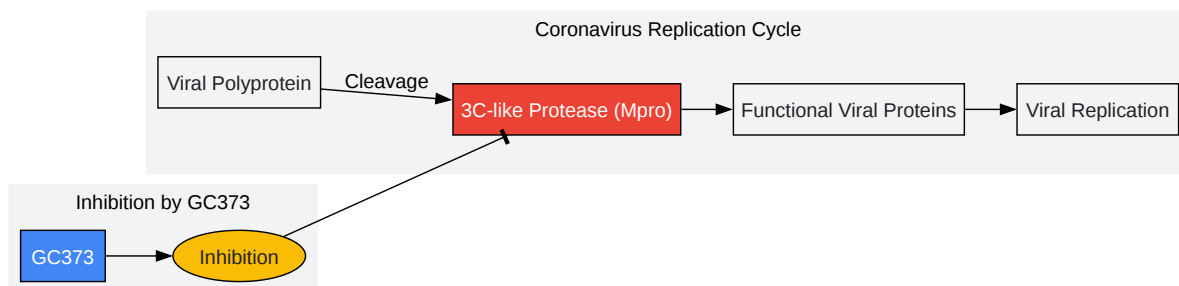 Coronavirus Replication Cycle
Viral Polyprotein
Cleavage
3C-like Protease (Mpro)
Functional Viral Proteins
Viral Replication
Inhibition by GC373
GC373
Inhibition